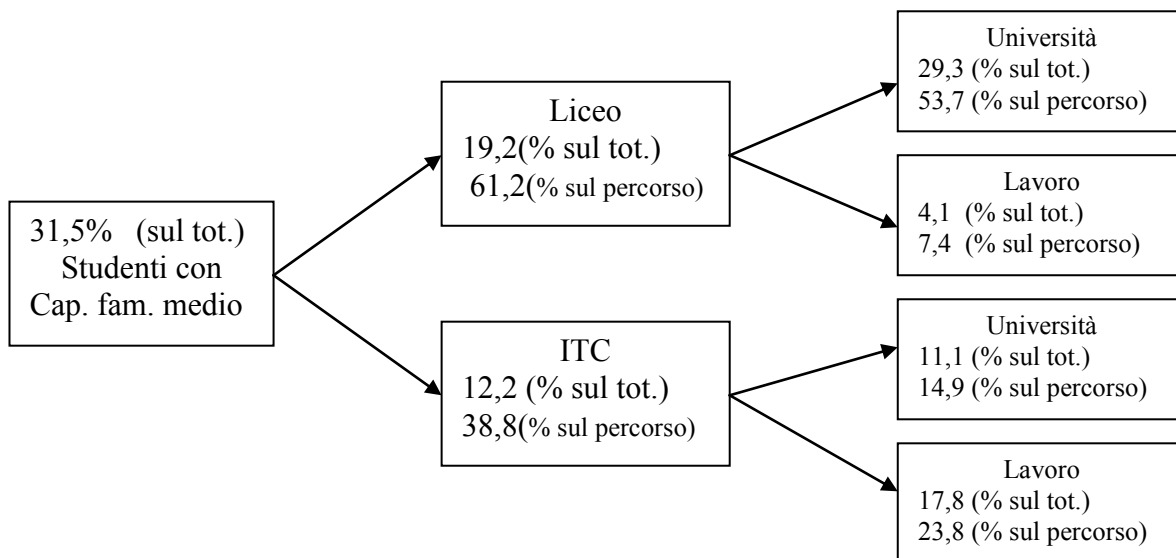 31,5% (sul tot.)
Studenti con
Cap. fam. medio
Liceo
19,2(% sul tot.)
61,2(% sul percorso)
ITC
12,2 (% sul tot.)
38,8(% sul percorso)
Università
29,3 (% sul tot.)
53,7 (% sul percorso)
Lavoro
4,1 (% sul tot.)
7,4 (% sul percorso)
Università
11,1 (% sul tot.)
14,9 (% sul percorso)
Lavoro
17,8 (% sul tot.)
23,8 (% sul percorso)